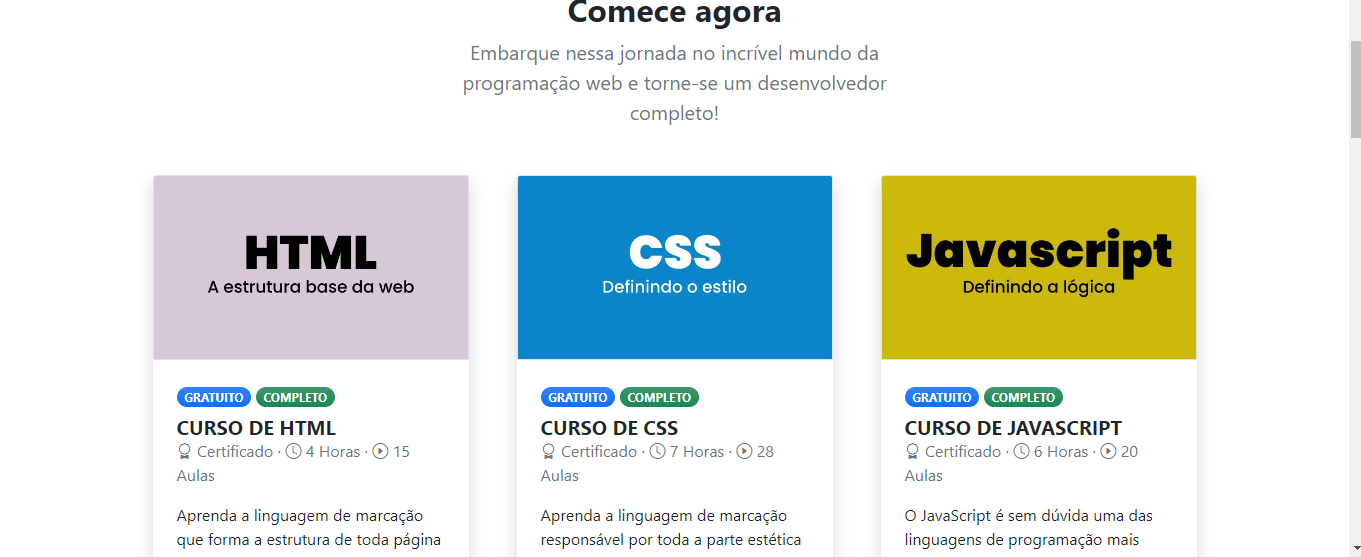 Comece agora
Embarque nessa jornada no incrível mundo da
programação web e torne-se um desenvolvedor
completo!
HTML
A estrutura base da web
GRATUITO COMPLETO
CURSO DE HTML
Certificado · 4 Horas · 15
Aulas
Aprenda a linguagem de marcação
que forma a estrutura de toda página
CSS
Definindo o estilo
GRATUITO COMPLETO
CURSO DE CSS
Certificado · 7 Horas · 28
Aulas
Aprenda a linguagem de marcação
responsável por toda a parte estética
Javascript
Definindo a lógica
GRATUITO COMPLETO
CURSO DE JAVASCRIPT
Certificado · 6 Horas · 20
Aulas
O JavaScript é sem dúvida uma das
linguagens de programação mais